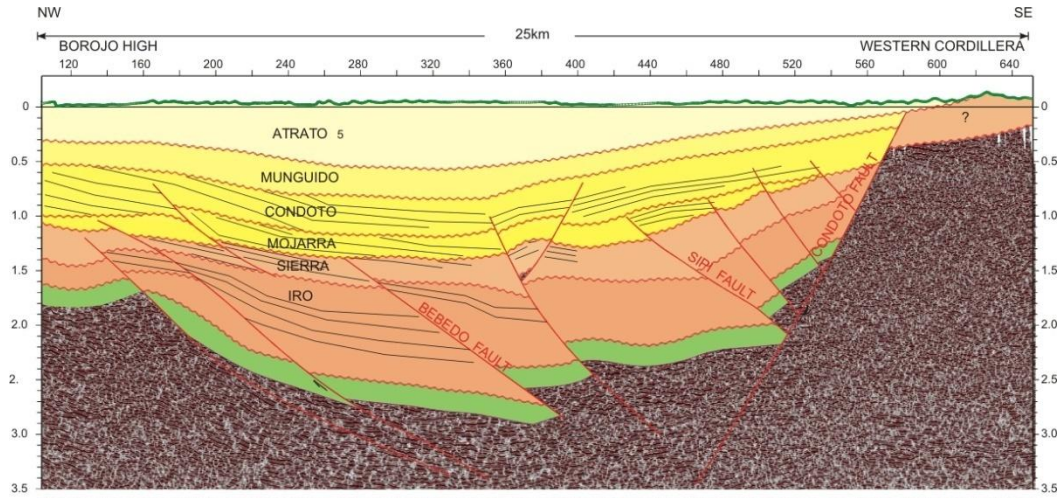 NW SE
25km
BOROJO HIGH WESTERN CORDILLERA
120 160 200 240 280 320 360 400 440 480 520 560 600 640
0 0
ATRATO 5 ?
0.5 0.5
MUNGUIDO
CONDOTO
1.0 1.0
MOJARRA
SIERRA
CONDOTO FAULT
1.5 1.5
IRO
SIPÍ FAULT
2.0 2.0
BEBEDO FAULT
2. 2.5
3.0 3.0
3.5 3.5